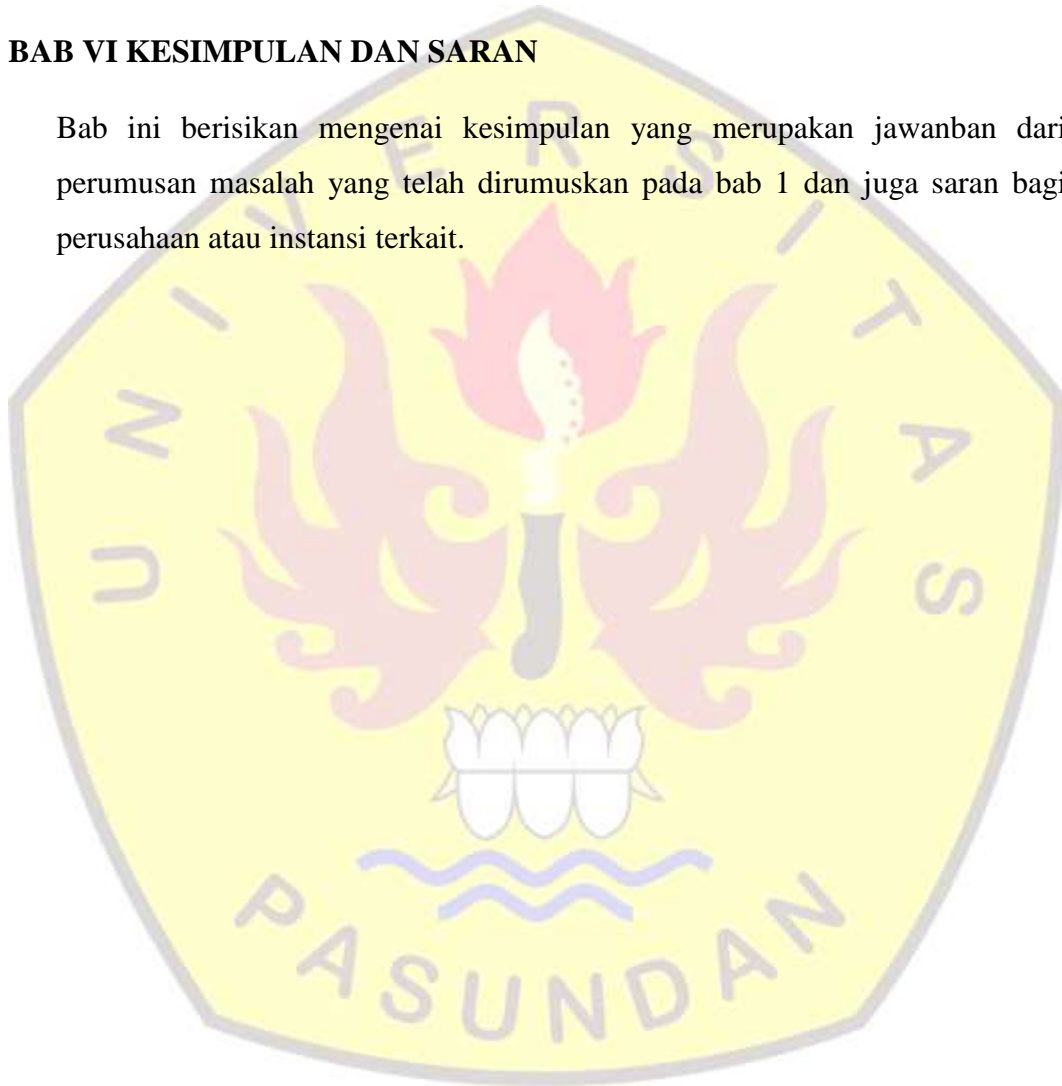 BAB VI KESIMPULAN DAN SARAN
Bab ini berisikan mengenai kesimpulan yang merupakan jawanban dari
perumusan masalah yang telah dirumuskan pada bab 1 dan juga saran bagi
perusahaan atau instansi terkait.
UNIVERSITAS
PASUNDAN